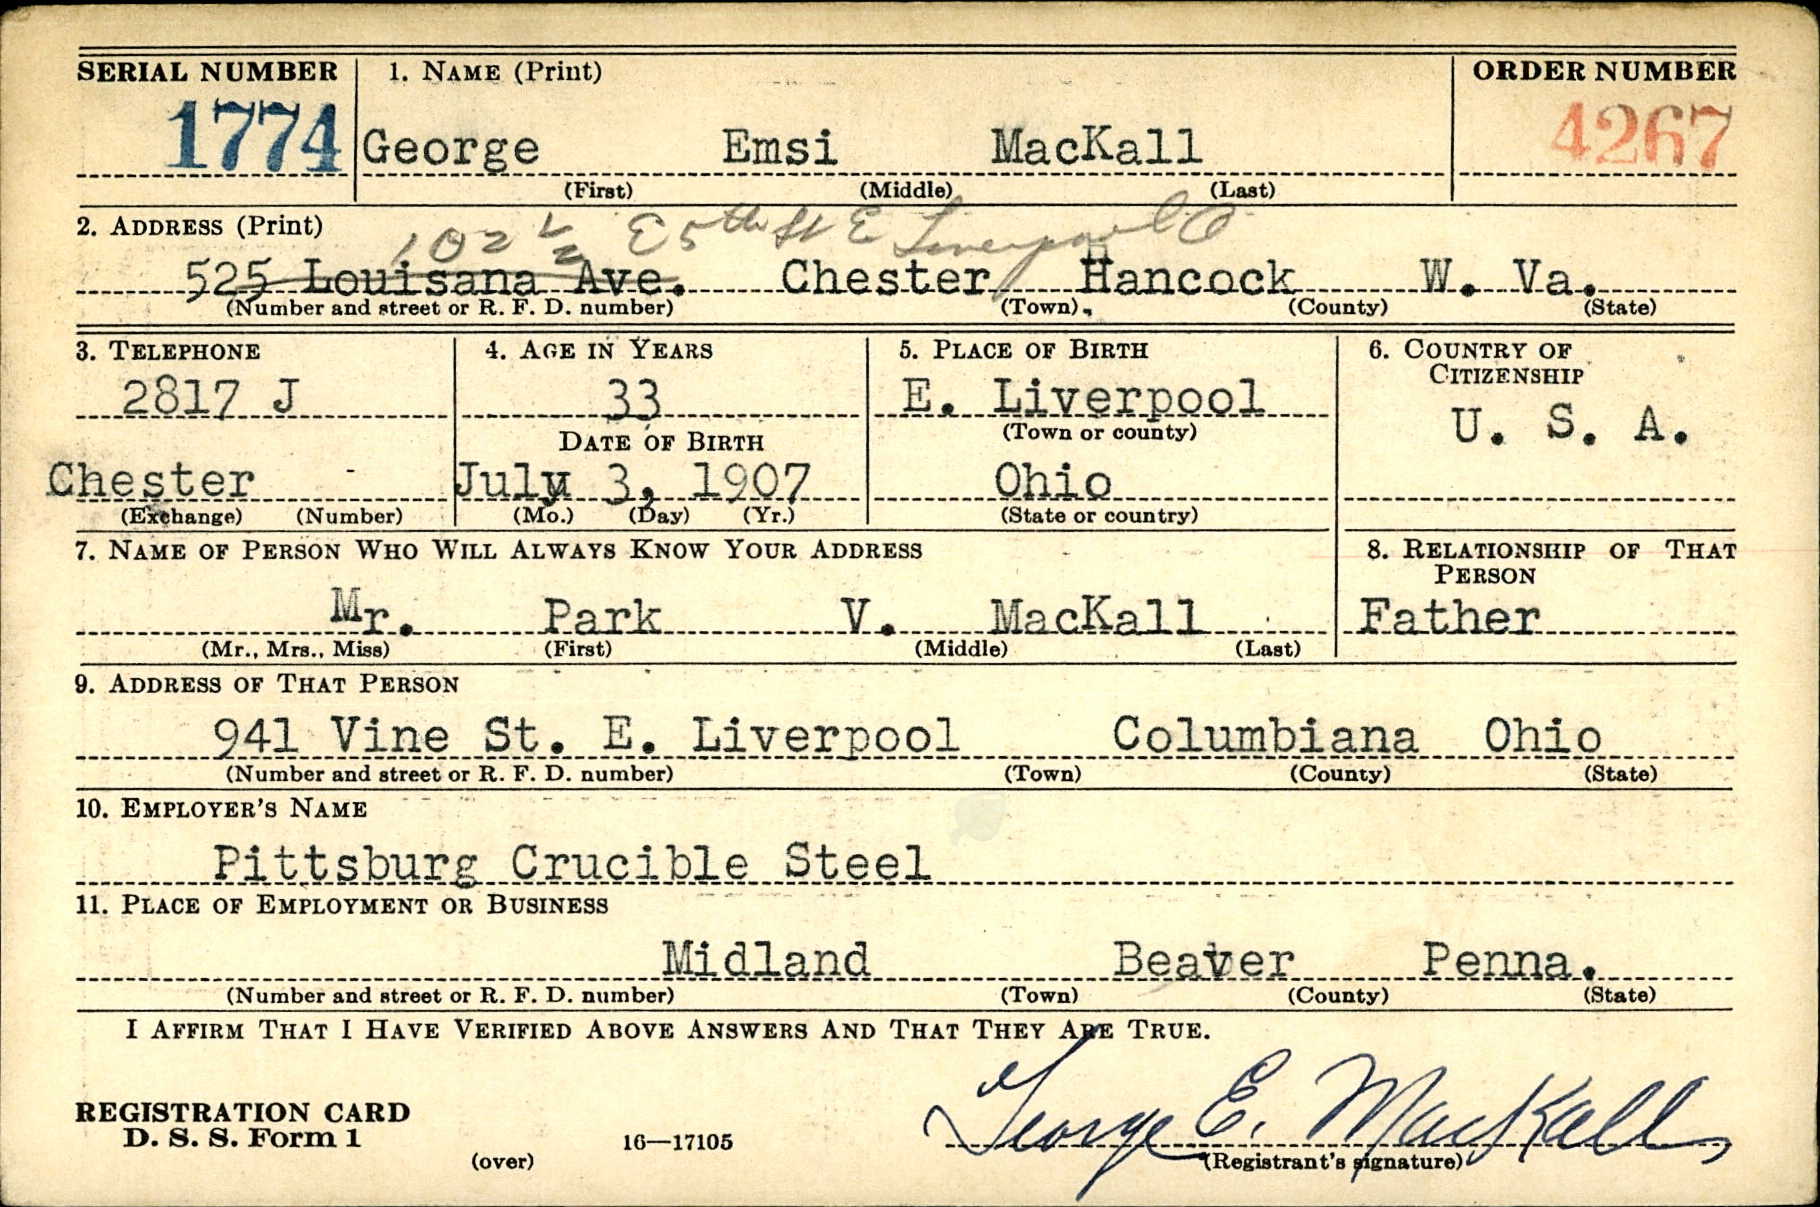 SERIAL NUMBER 1. NAME (Print) ORDER NUMBER
1774 George Emsi MacKall 4267
(First) (Middle) (Last)
2. ADDRESS (Print) 102 1/2 E 5th St E Liverpool O
525 Louisana Ave. Chester Hancock W. Va.
(Number and street or R. F. D. number) (Town) (County) (State)
3. TELEPHONE 4. AGE IN YEARS 5. PLACE OF BIRTH 6. COUNTRY OF
CITIZENSHIP
2817 J 33 E. Liverpool U. S. A.
DATE OF BIRTH (Town or county)
Chester July 3, 1907 Ohio
(Exchange) (Number) (Mo.) (Day) (Yr.) (State or country)
7. NAME OF PERSON WHO WILL ALWAYS KNOW YOUR ADDRESS 8. RELATIONSHIP OF THAT
PERSON
Mr. Park V. MacKall Father
(Mr., Mrs., Miss) (First) (Middle) (Last)
9. ADDRESS OF THAT PERSON
941 Vine St. E. Liverpool Columbiana Ohio
(Number and street or R. F. D. number) (Town) (County) (State)
10. EMPLOYER'S NAME
Pittsburg Crucible Steel
11. PLACE OF EMPLOYMENT OR BUSINESS
Midland Beaver Penna.
(Number and street or R. F. D. number) (Town) (County) (State)
I AFFIRM THAT I HAVE VERIFIED ABOVE ANSWERS AND THAT THEY ARE TRUE.
REGISTRATION CARD George E. MacKall
D. S. S. Form 1 16—17105
(over) (Registrant's signature)